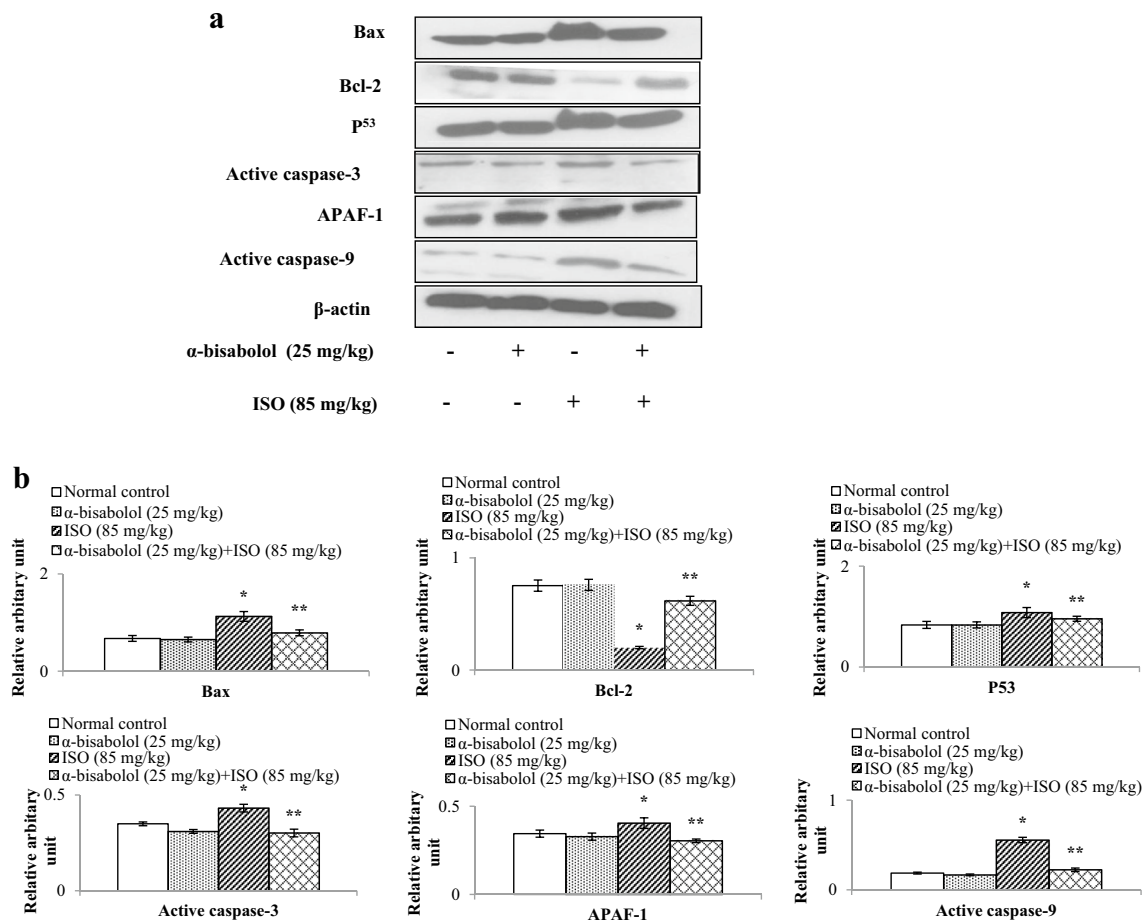 a
Bax
Bcl-2
P53
Active caspase-3
APAF-1
Active caspase-9
β-actin
α-bisabolol (25 mg/kg) - + - +
ISO (85 mg/kg) - - + +
b
Normal control
α-bisabolol (25 mg/kg)
ISO (85 mg/kg)
α-bisabolol (25 mg/kg)+ISO (85 mg/kg)
Relative arbitary unit
2
1
0
*
**
Bax
Normal control
α-bisabolol (25 mg/kg)
ISO (85 mg/kg)
α-bisabolol (25 mg/kg)+ISO (85 mg/kg)
Relative arbitary unit
1
0
*
**
Bcl-2
Normal control
α-bisabolol (25 mg/kg)
ISO (85 mg/kg)
α-bisabolol (25 mg/kg)+ISO (85 mg/kg)
Relative arbitary unit
2
1
0
*
**
P53
Normal control
α-bisabolol (25 mg/kg)
ISO (85 mg/kg)
α-bisabolol (25 mg/kg)+ISO (85 mg/kg)
Relative arbitary
unit
0.5
0
*
**
Active caspase-3
Normal control
α-bisabolol (25 mg/kg)
ISO (85 mg/kg)
α-bisabolol (25 mg/kg)+ISO (85 mg/kg)
Relative arbitary
unit
0.5
0
*
**
APAF-1
Normal control
α-bisabolol (25 mg/kg)
ISO (85 mg/kg)
α-bisabolol (25 mg/kg)+ISO (85 mg/kg)
Relative arbitary
unit
1
0
*
**
Active caspase-9